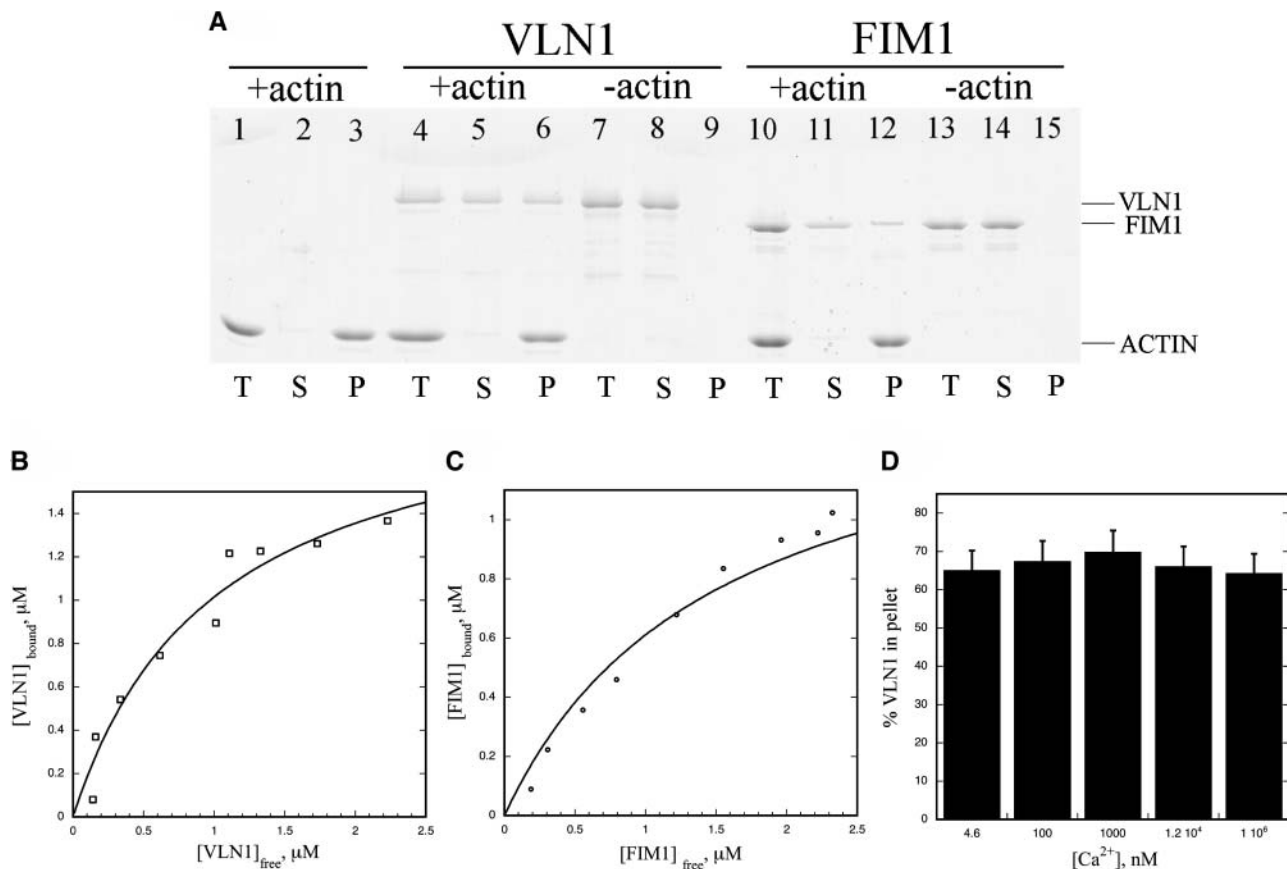 A
VLN1 FIM1
+actin +actin -actin +actin -actin
1 2 3 4 5 6 7 8 9 10 11 12 13 14 15
VLN1
FIM1
ACTIN
T S P T S P T S P T S P T S P
B
[VLN1]bound, μM
1.4
1.2
1
0.8
0.6
0.4
0.2
0
0 0.5 1 1.5 2 2.5
[VLN1]free, μM
C
[FIM1]bound, μM
1
0.8
0.6
0.4
0.2
0
0 0.5 1 1.5 2 2.5
[FIM1]free, μM
D
% VLN1 in pellet
80
70
60
50
40
30
20
10
0
4.6 100 1000 1.2 10⁴ 1 10⁶
[Ca²⁺], nM